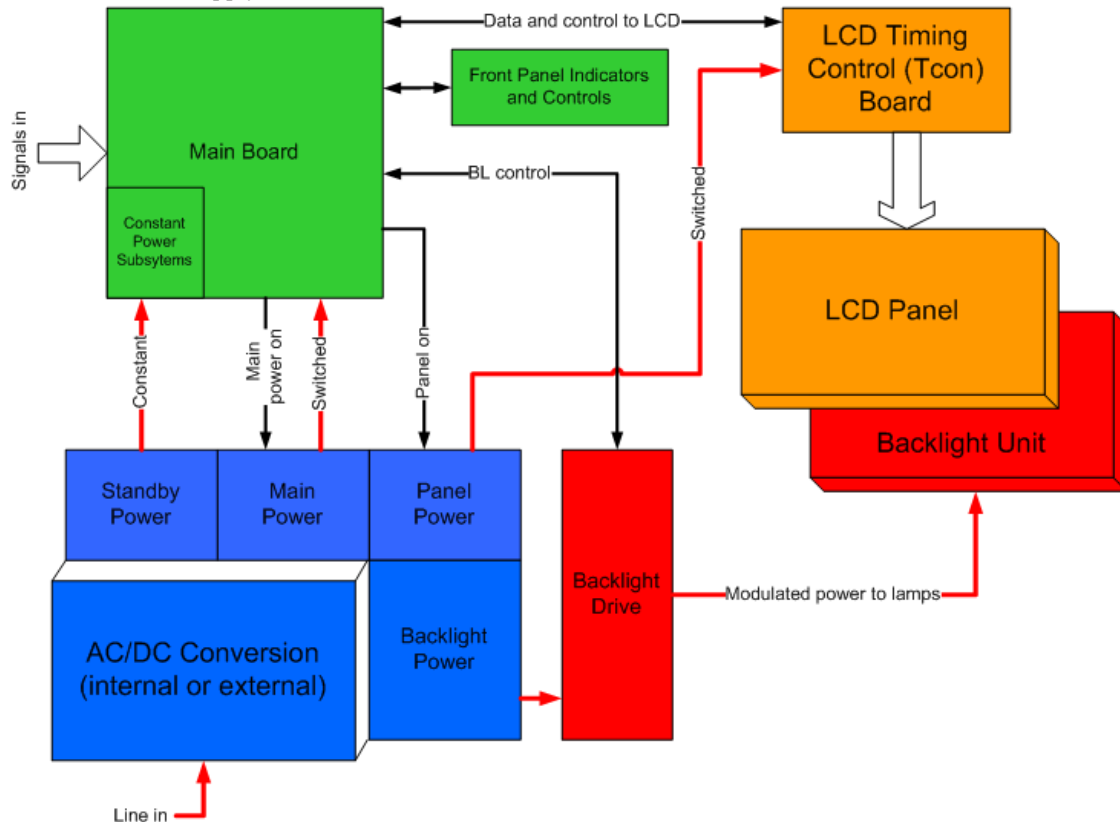 Data and control to LCD
LCD Timing
Control (Tcon)
Board
Front Panel Indicators
and Controls
Signals in
Main Board
BL control
Switched
Constant
Power
Subsytems
LCD Panel
Constant
Main
power on
Switched
Panel on
Backlight Unit
Standby
Power
Main
Power
Panel
Power
Backlight
Drive
Modulated power to lamps
AC/DC Conversion
(internal or external)
Backlight
Power
Line in